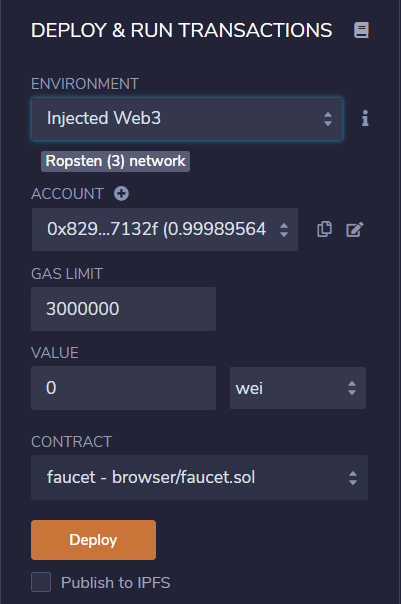 DEPLOY & RUN TRANSACTIONS
ENVIRONMENT
Injected Web3
Ropsten (3) network
ACCOUNT
0x829...7132f (0.99989564
GAS LIMIT
3000000
VALUE
0 wei
CONTRACT
faucet - browser/faucet.sol
Deploy
Publish to IPFS